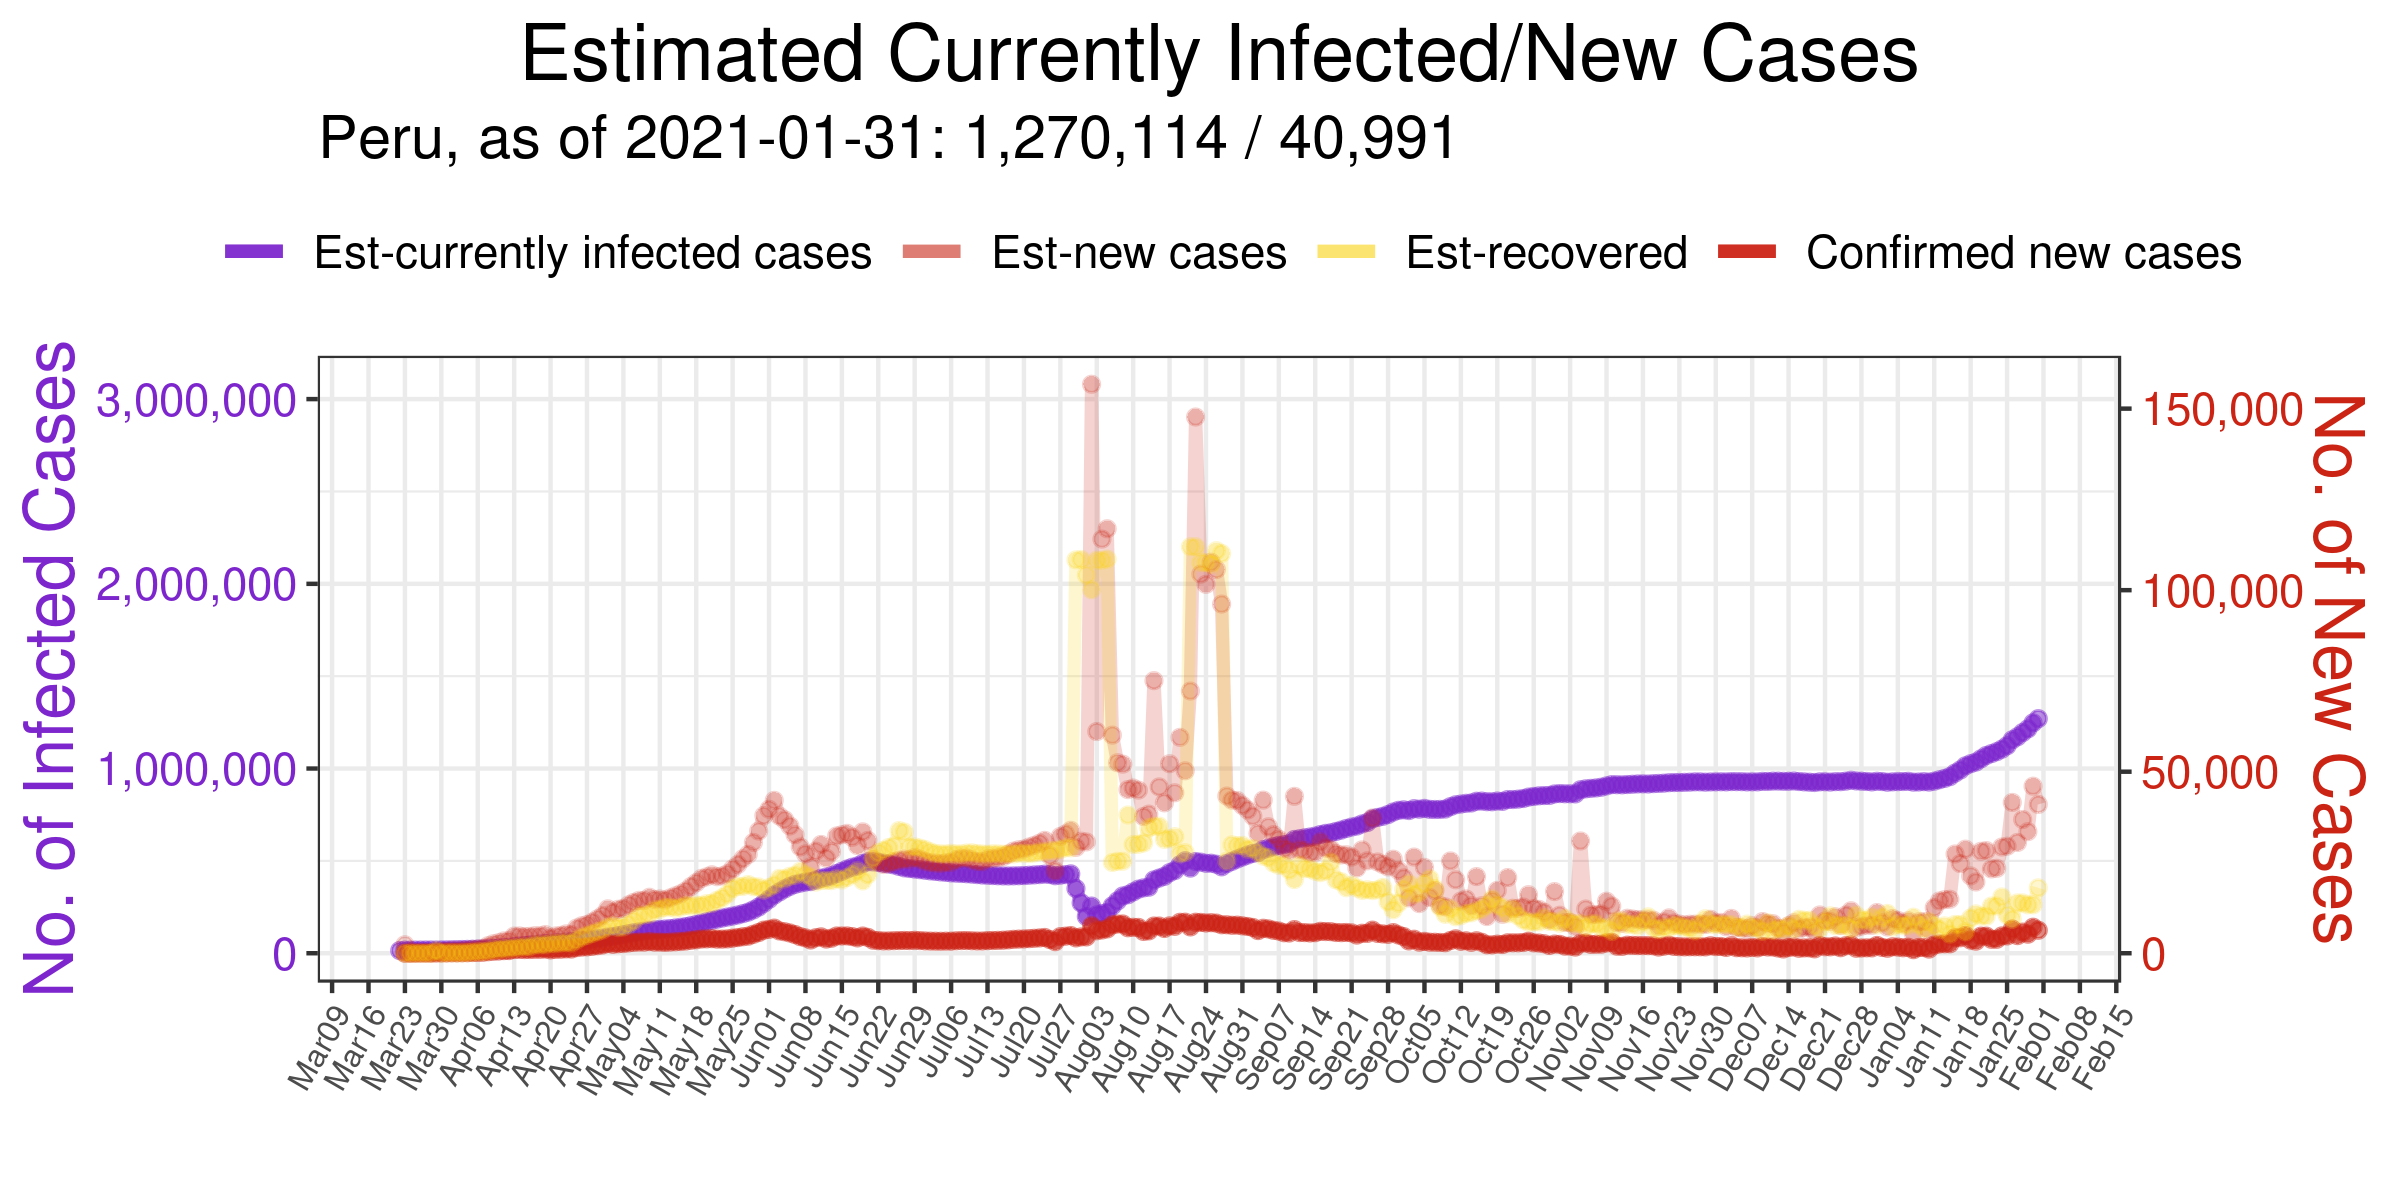 Estimated Currently Infected/New Cases
Peru, as of 2021-01-31: 1,270,114 / 40,991
Est-currently infected cases
Est-new cases
Est-recovered
Confirmed new cases
No. of Infected Cases
3,000,000
2,000,000
1,000,000
0
150,000
100,000
50,000
0
No. of New Cases
Mar09
Mar16
Mar23
Mar30
Apr06
Apr13
Apr20
Apr27
May04
May11
May18
May25
Jun01
Jun08
Jun15
Jun22
Jun29
Jul06
Jul13
Jul20
Jul27
Aug03
Aug10
Aug17
Aug24
Aug31
Sep07
Sep14
Sep21
Sep28
Oct05
Oct12
Oct19
Oct26
Nov02
Nov09
Nov16
Nov23
Nov30
Dec07
Dec14
Dec21
Dec28
Jan04
Jan11
Jan18
Jan25
Feb01
Feb08
Feb15